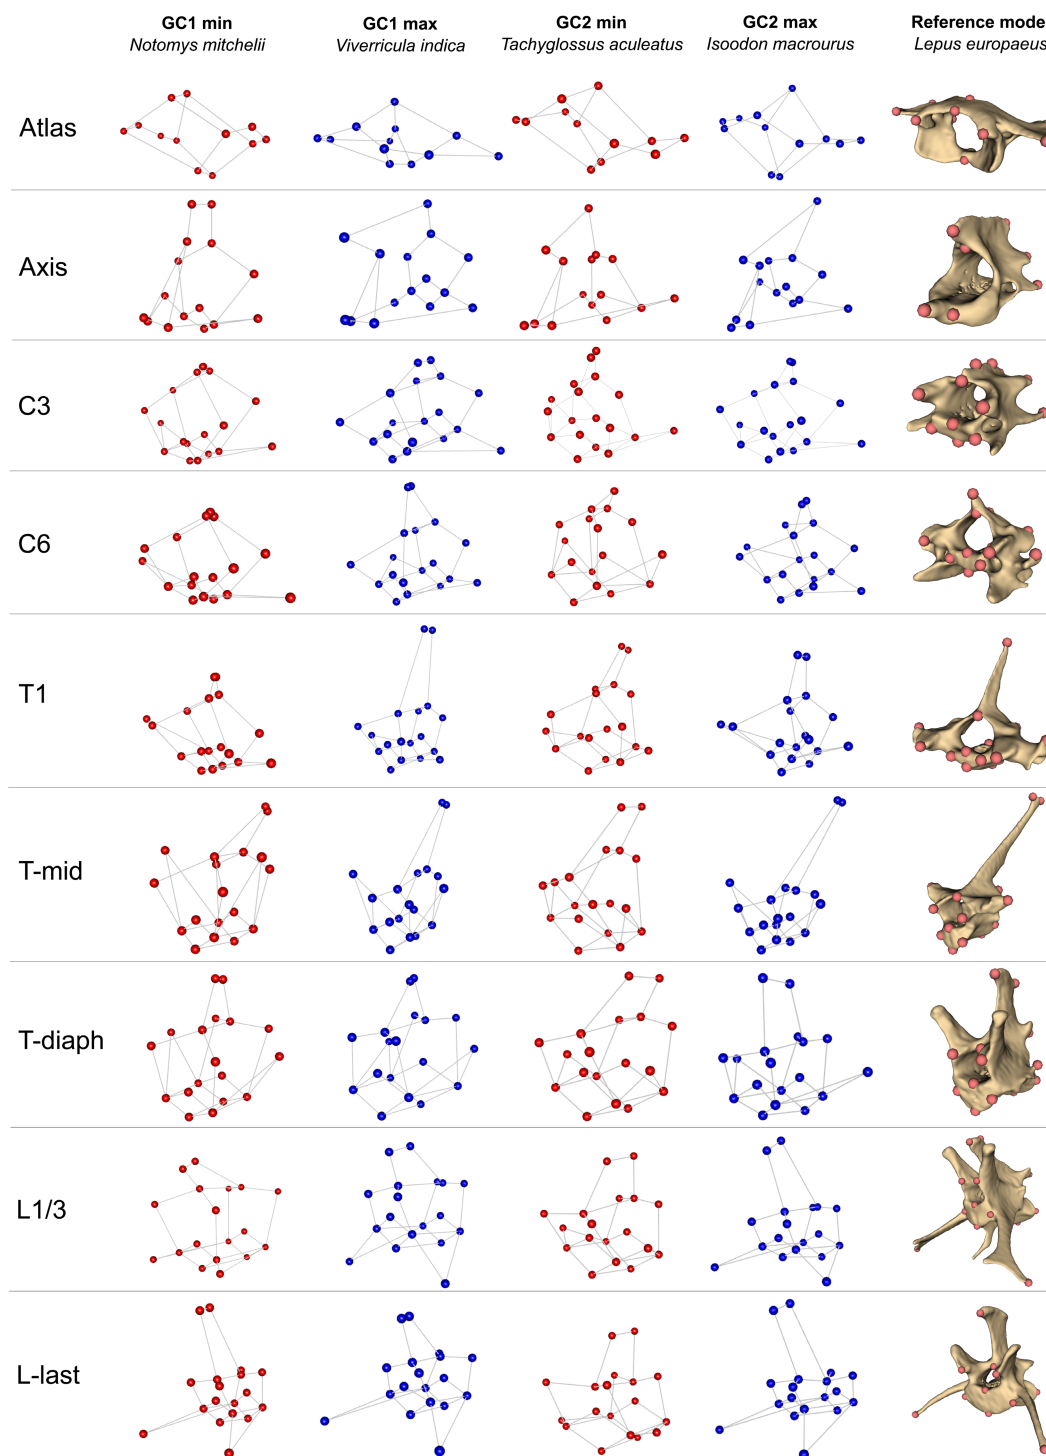 GC1 min GC1 max GC2 min GC2 max Reference mode
Notomys mitchelii Viverricula indica Tachyglossus aculeatus Isoodon macrourus Lepus europaeus
Atlas
Axis
C3
C6
T1
T-mid
T-diaph
L1/3
L-last